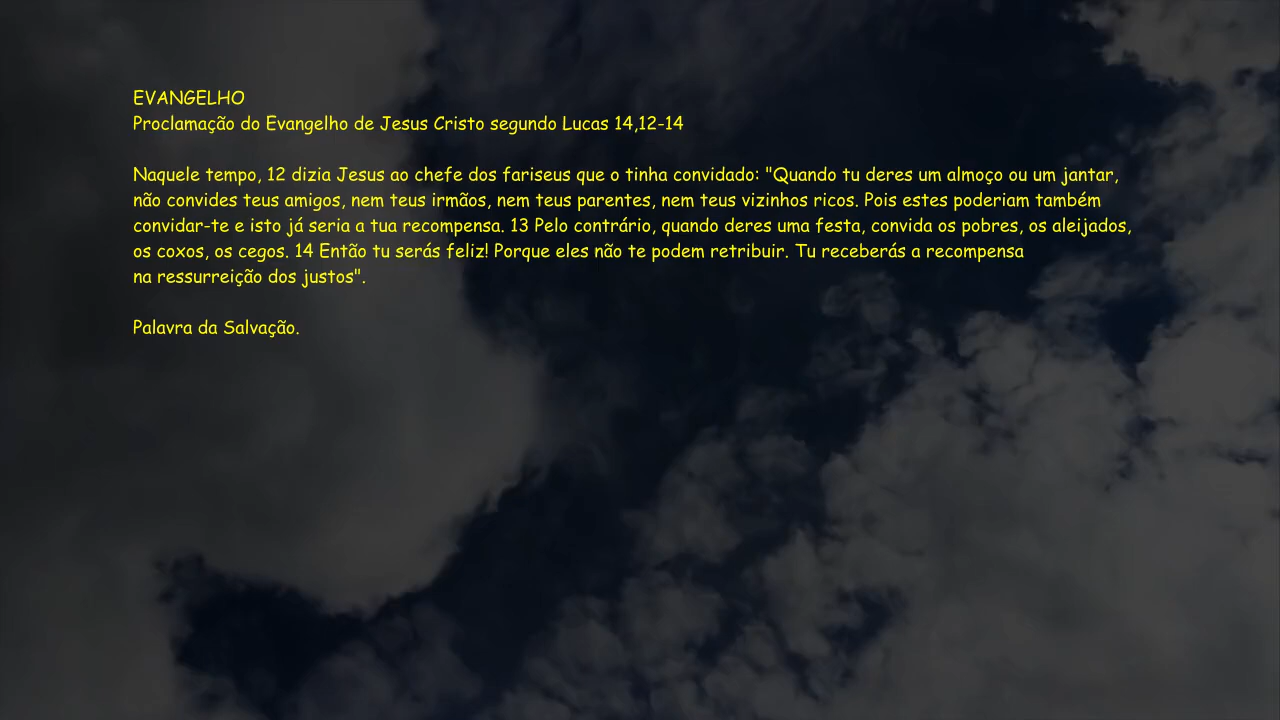 EVANGELHO
Proclamação do Evangelho de Jesus Cristo segundo Lucas 14,12-14
Naquele tempo, 12 dizia Jesus ao chefe dos fariseus que o tinha convidado: "Quando tu deres um almoço ou um jantar,
não convides teus amigos, nem teus irmãos, nem teus parentes, nem teus vizinhos ricos. Pois estes poderiam também
convidar-te e isto já seria a tua recompensa. 13 Pelo contrário, quando deres uma festa, convida os pobres, os aleijados,
os coxos, os cegos. 14 Então tu serás feliz! Porque eles não te podem retribuir. Tu receberás a recompensa
na ressurreição dos justos".
Palavra da Salvação.